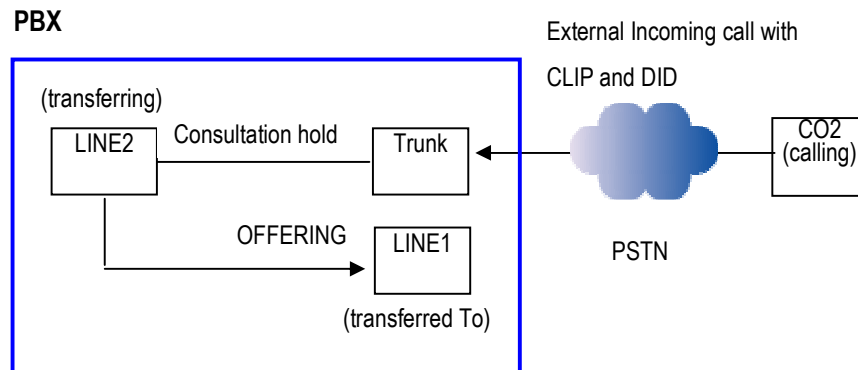 PBX
External Incoming call with
CLIP and DID
(transferring)
LINE2
Consultation hold
Trunk
CO2
(calling)
OFFERING
LINE1
PSTN
(transferred To)